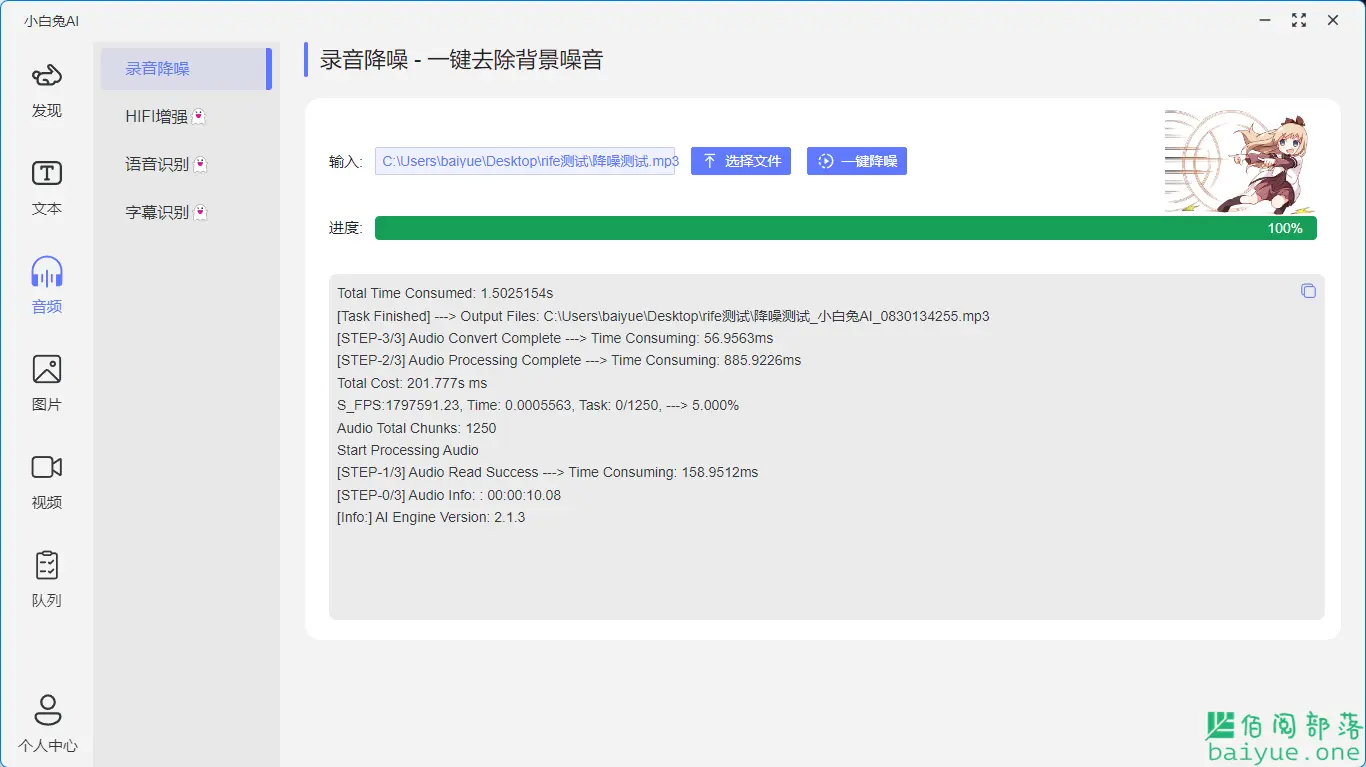 小白兔AI
发现
文本
音频
图片
视频
队列
个人中心
录音降噪
HIFI增强
语音识别
字幕识别
录音降噪 - 一键去除背景噪音
输入: C:\Users\baiyue\Desktop\rife测试\降噪测试.mp3 选择文件 一键降噪
进度: 100%
Total Time Consumed: 1.5025154s
[Task Finished] ---> Output Files: C:\Users\baiyue\Desktop\rife测试\降噪测试_小白兔AI_0830134255.mp3
[STEP-3/3] Audio Convert Complete ---> Time Consuming: 56.9563ms
[STEP-2/3] Audio Processing Complete ---> Time Consuming: 885.9226ms
Total Cost: 201.777s ms
S_FPS:1797591.23, Time: 0.0005563, Task: 0/1250, ---> 5.000%
Audio Total Chunks: 1250
Start Processing Audio
[STEP-1/3] Audio Read Success ---> Time Consuming: 158.9512ms
[STEP-0/3] Audio Info: : 00:00:10.08
[Info:] AI Engine Version: 2.1.3
佰阅部落
baiyue.one